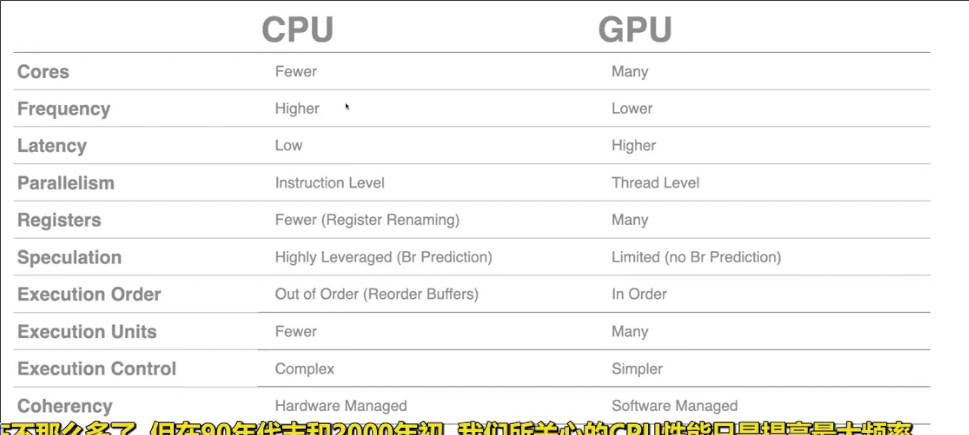 CPU GPU
Cores Fewer Many
Frequency Higher Lower
Latency Low Higher
Parallelism Instruction Level Thread Level
Registers Fewer (Register Renaming) Many
Speculation Highly Leveraged (Br Prediction) Limited (no Br Prediction)
Execution Order Out of Order (Reorder Buffers) In Order
Execution Units Fewer Many
Execution Control Complex Simpler
Coherency Hardware Managed Software Managed
不那么多了 但在90年代末和2000年初 我们所关心的CPU性能只是提高最大频率